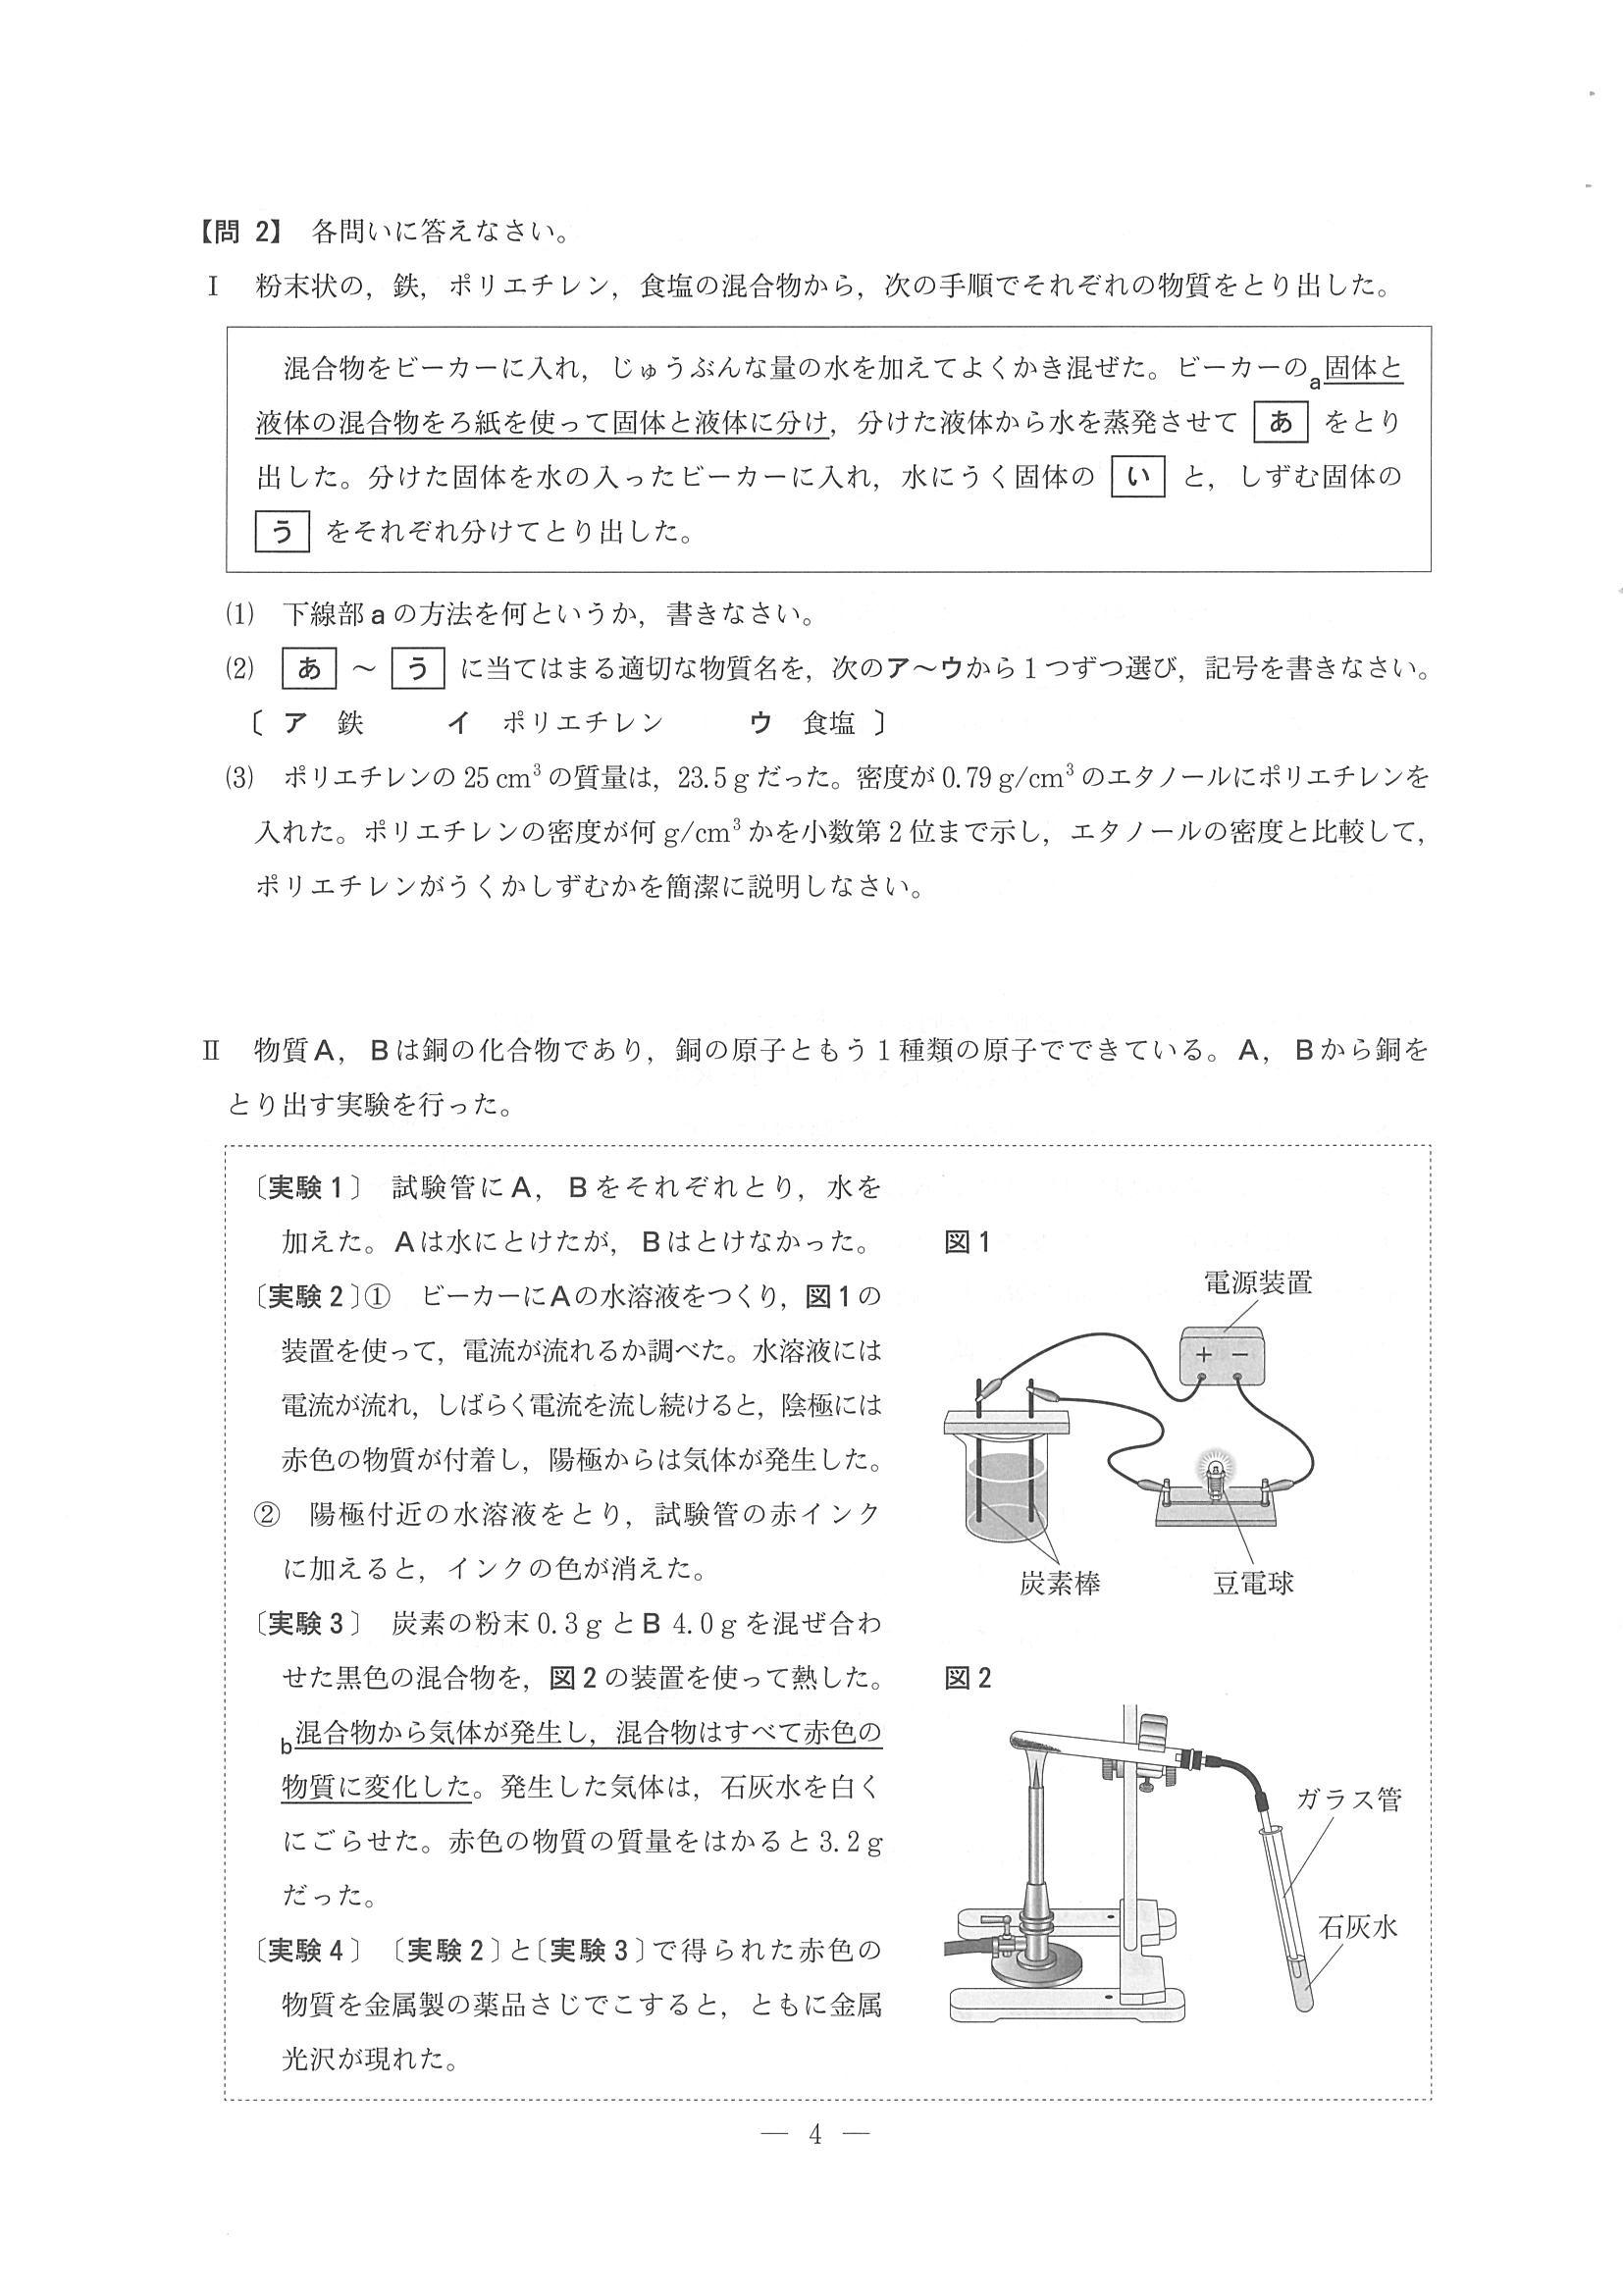 【問 2】 各問いに答えなさい。
Ⅰ 粉末状の，鉄，ポリエチレン，食塩の混合物から，次の手順でそれぞれの物質をとり出した。
混合物をビーカーに入れ，じゅうぶんな量の水を加えてよくかき混ぜた。ビーカーのa固体と
液体の混合物をろ紙を使って固体と液体に分け，分けた液体から水を蒸発させて あ をとり
出した。分けた固体を水の入ったビーカーに入れ，水にうく固体の い と，しずむ固体の
う をそれぞれ分けてとり出した。
(1) 下線部aの方法を何というか，書きなさい。
(2) あ ～ う に当てはまる適切な物質名を，次のア～ウから1つずつ選び，記号を書きなさい。
〔 ア 鉄 イ ポリエチレン ウ 食塩 〕
(3) ポリエチレンの25 cm³の質量は，23.5 gだった。密度が0.79 g/cm³のエタノールにポリエチレンを
入れた。ポリエチレンの密度が何g/cm³かを小数第2位まで示し，エタノールの密度と比較して，
ポリエチレンがうくかしずむかを簡潔に説明しなさい。
Ⅱ 物質A，Bは銅の化合物であり，銅の原子ともう1種類の原子でできている。A，Bから銅を
とり出す実験を行った。
〔実験1〕 試験管にA，Bをそれぞれとり，水を
加えた。Aは水にとけたが，Bはとけなかった。
〔実験2〕① ビーカーにAの水溶液をつくり，図1の
装置を使って，電流が流れるか調べた。水溶液には
電流が流れ，しばらく電流を流し続けると，陰極には
赤色の物質が付着し，陽極からは気体が発生した。
② 陽極付近の水溶液をとり，試験管の赤インク
に加えると，インクの色が消えた。
〔実験3〕 炭素の粉末0.3 gとB 4.0 gを混ぜ合わ
せた黒色の混合物を，図2の装置を使って熱した。
b混合物から気体が発生し，混合物はすべて赤色の
物質に変化した。発生した気体は，石灰水を白く
にごらせた。赤色の物質の質量をはかると3.2 g
だった。
〔実験4〕 〔実験2〕と〔実験3〕で得られた赤色の
物質を金属製の薬品さじでこすると，ともに金属
光沢が現れた。
図1
電源装置
＋ －
炭素棒
豆電球
図2
ガラス管
石灰水
― 4 ―